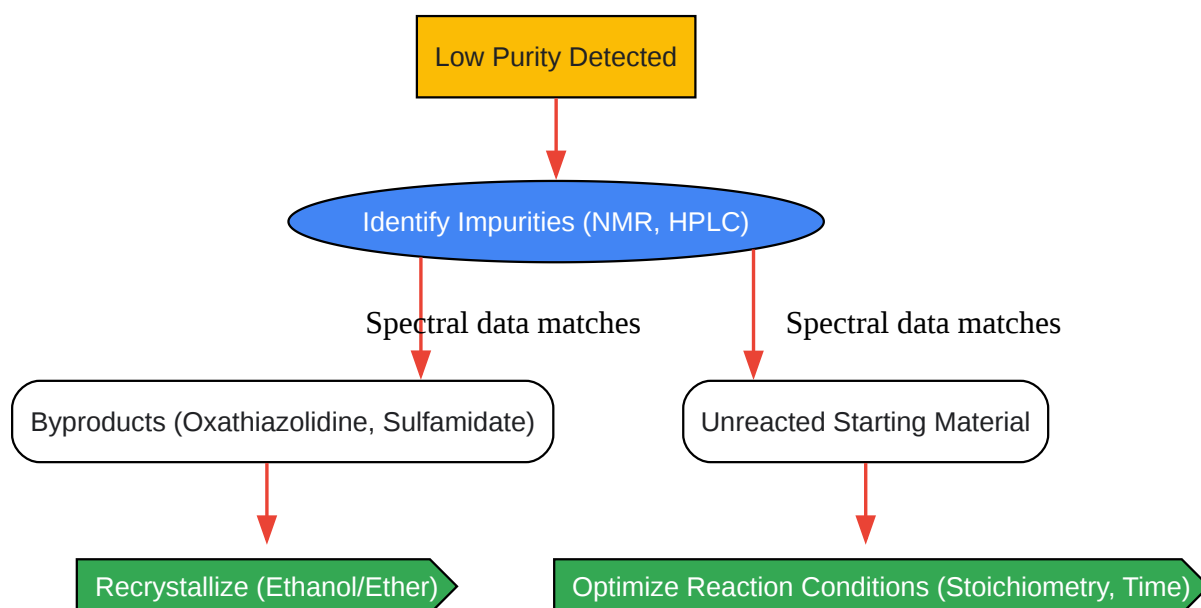 Low Purity Detected
Identify Impurities (NMR, HPLC)
Spectral data matches
Spectral data matches
Byproducts (Oxathiazolidine, Sulfamidate)
Unreacted Starting Material
Recrystallize (Ethanol/Ether)
Optimize Reaction Conditions (Stoichiometry, Time)